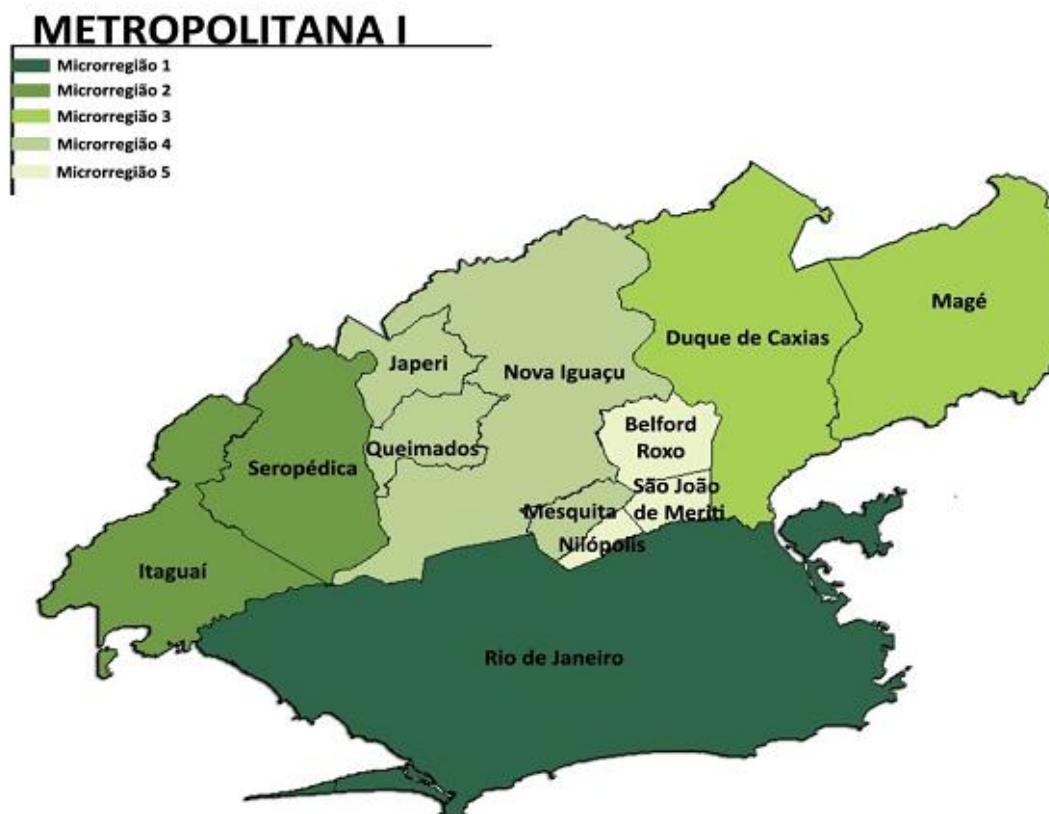 METROPOLITANA I
Microrregião 1
Microrregião 2
Microrregião 3
Microrregião 4
Microrregião 5
Magé
Duque de Caxias
Japeri
Nova Iguaçu
Belford
Roxo
Queimados
Seropédica
São João
de Meriti
Mesquita
Nilópolis
Itaguaí
Rio de Janeiro